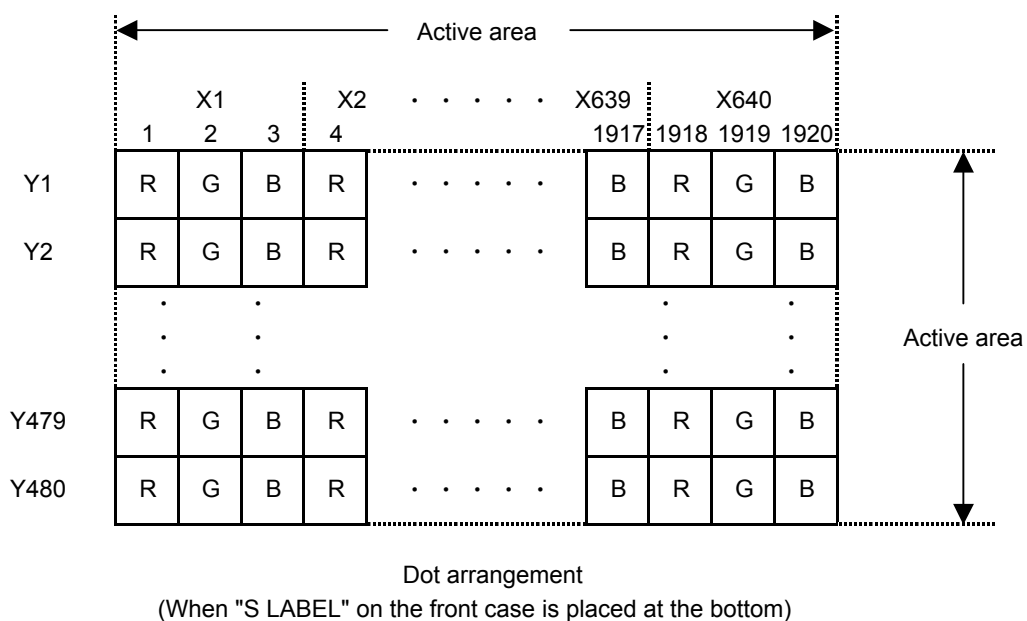 Active area
X1 X2 · · · · · X639 X640
1 2 3 4 1917 1918 1919 1920
Y1 R G B R · · · · · B R G B
Y2 R G B R · · · · · B R G B
· · · ·
· · · ·
Active area
· · · ·
Y479 R G B R · · · · · B R G B
Y480 R G B R · · · · · B R G B
Dot arrangement
(When "S LABEL" on the front case is placed at the bottom)